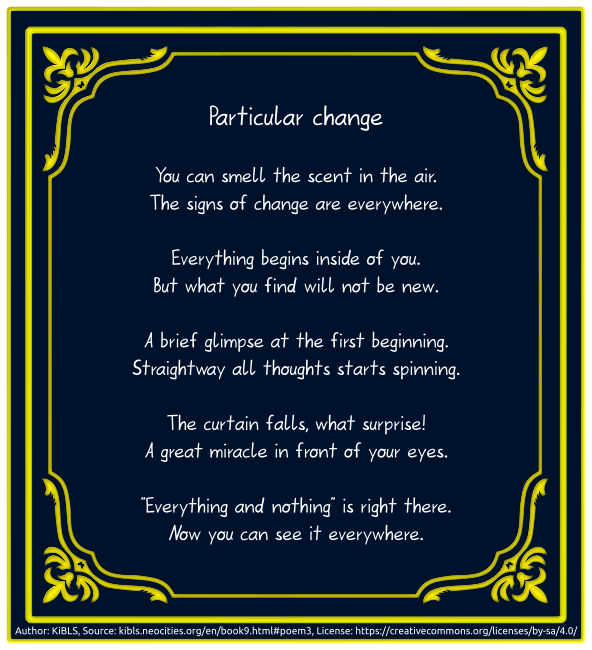 Particular change
You can smell the scent in the air.
The signs of change are everywhere.
Everything begins inside of you.
But what you find will not be new.
A brief glimpse at the first beginning.
Straightway all thoughts starts spinning.
The curtain falls, what surprise!
A great miracle in front of your eyes.
"Everything and nothing" is right there.
Now you can see it everywhere.
Author: KiBLS, Source: kibls.neocities.org/en/book9.html#poem3, License: https://creativecommons.org/licenses/by-sa/4.0/